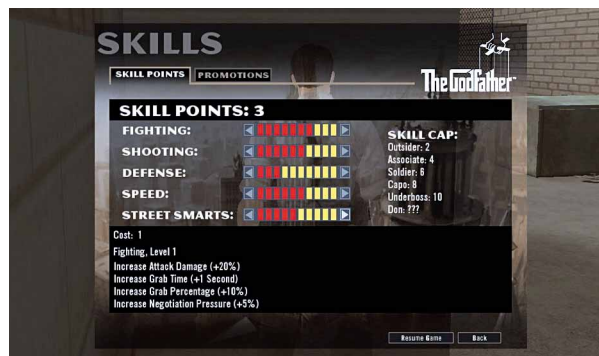 SKILLS
SKILL POINTS PROMOTIONS
The Godfather
SKILL POINTS: 3
FIGHTING:
SHOOTING:
DEFENSE:
SPEED:
STREET SMARTS:
SKILL CAP:
Outsider: 2
Associate: 4
Soldier: 6
Capo: 8
Underboss: 10
Don: ???
Cost: 1
Fighting, Level 1
Increase Attack Damage (+20%)
Increase Grab Time (+1 Second)
Increase Grab Percentage (+10%)
Increase Negotiation Pressure (+5%)
Resume Game Back